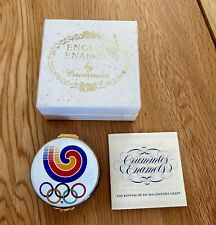 ENGLISH
ENAMELS
by
Crummles
Crummles
Enamels
THE REVIVAL OF AN 18th CENTURY CRAFT